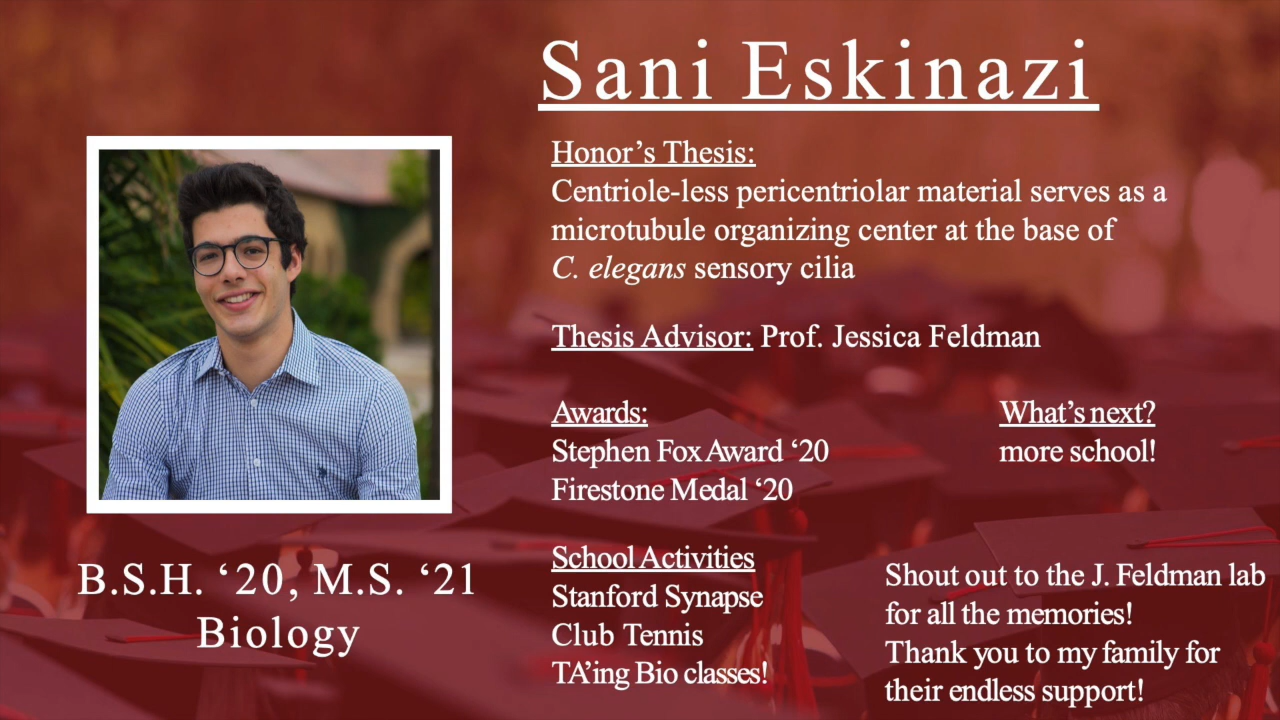 Sani Eskinazi
Honor’s Thesis:
Centriole-less pericentriolar material serves as a
microtubule organizing center at the base of
C. elegans sensory cilia
Thesis Advisor: Prof. Jessica Feldman
Awards:
Stephen Fox Award ‘20
Firestone Medal ‘20
What’s next?
more school!
School Activities
Stanford Synapse
Club Tennis
TA’ing Bio classes!
Shout out to the J. Feldman lab
for all the memories!
Thank you to my family for
their endless support!
B.S.H. ‘20, M.S. ‘21
Biology